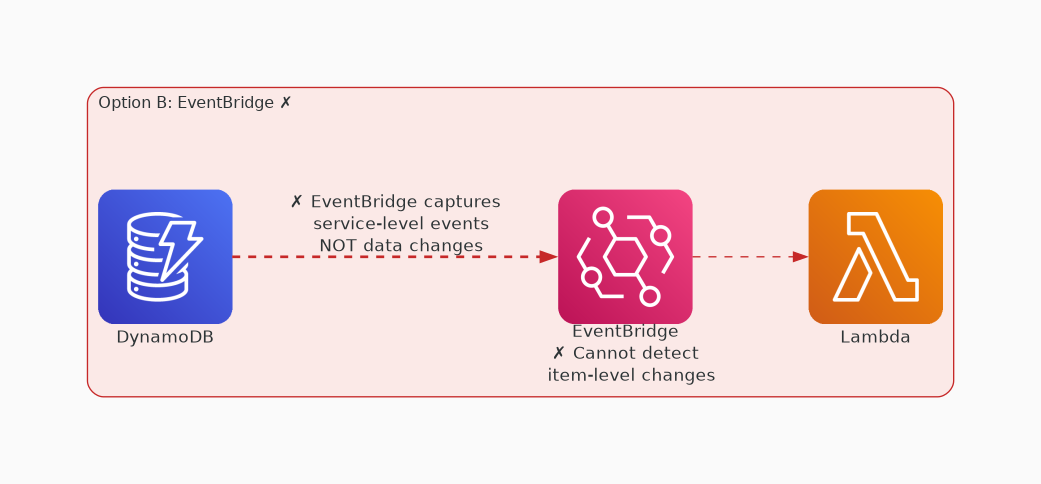 Option B: EventBridge ✗
✗ EventBridge captures
service-level events
NOT data changes
DynamoDB
EventBridge
✗ Cannot detect
item-level changes
Lambda